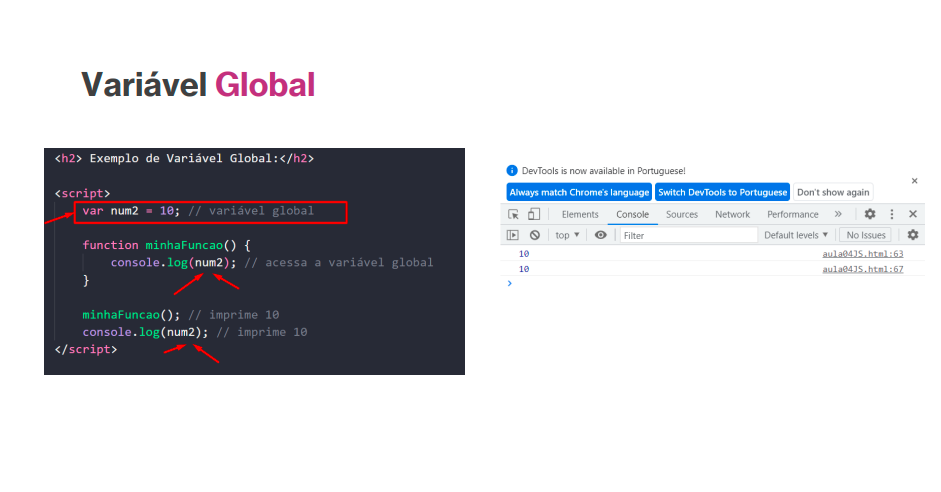 Variável Global
<h2> Exemplo de Variável Global:</h2>
<script>
var num2 = 10; // variável global
function minhaFuncao() {
console.log(num2); // acessa a variável global
}
minhaFuncao(); // imprime 10
console.log(num2); // imprime 10
</script>
DevTools is now available in Portuguese!
Always match Chrome's language Switch DevTools to Portuguese Don't show again
Elements Console Sources Network Performance
top Filter Default levels No Issues
10 aula04JS.html:63
10 aula04JS.html:67